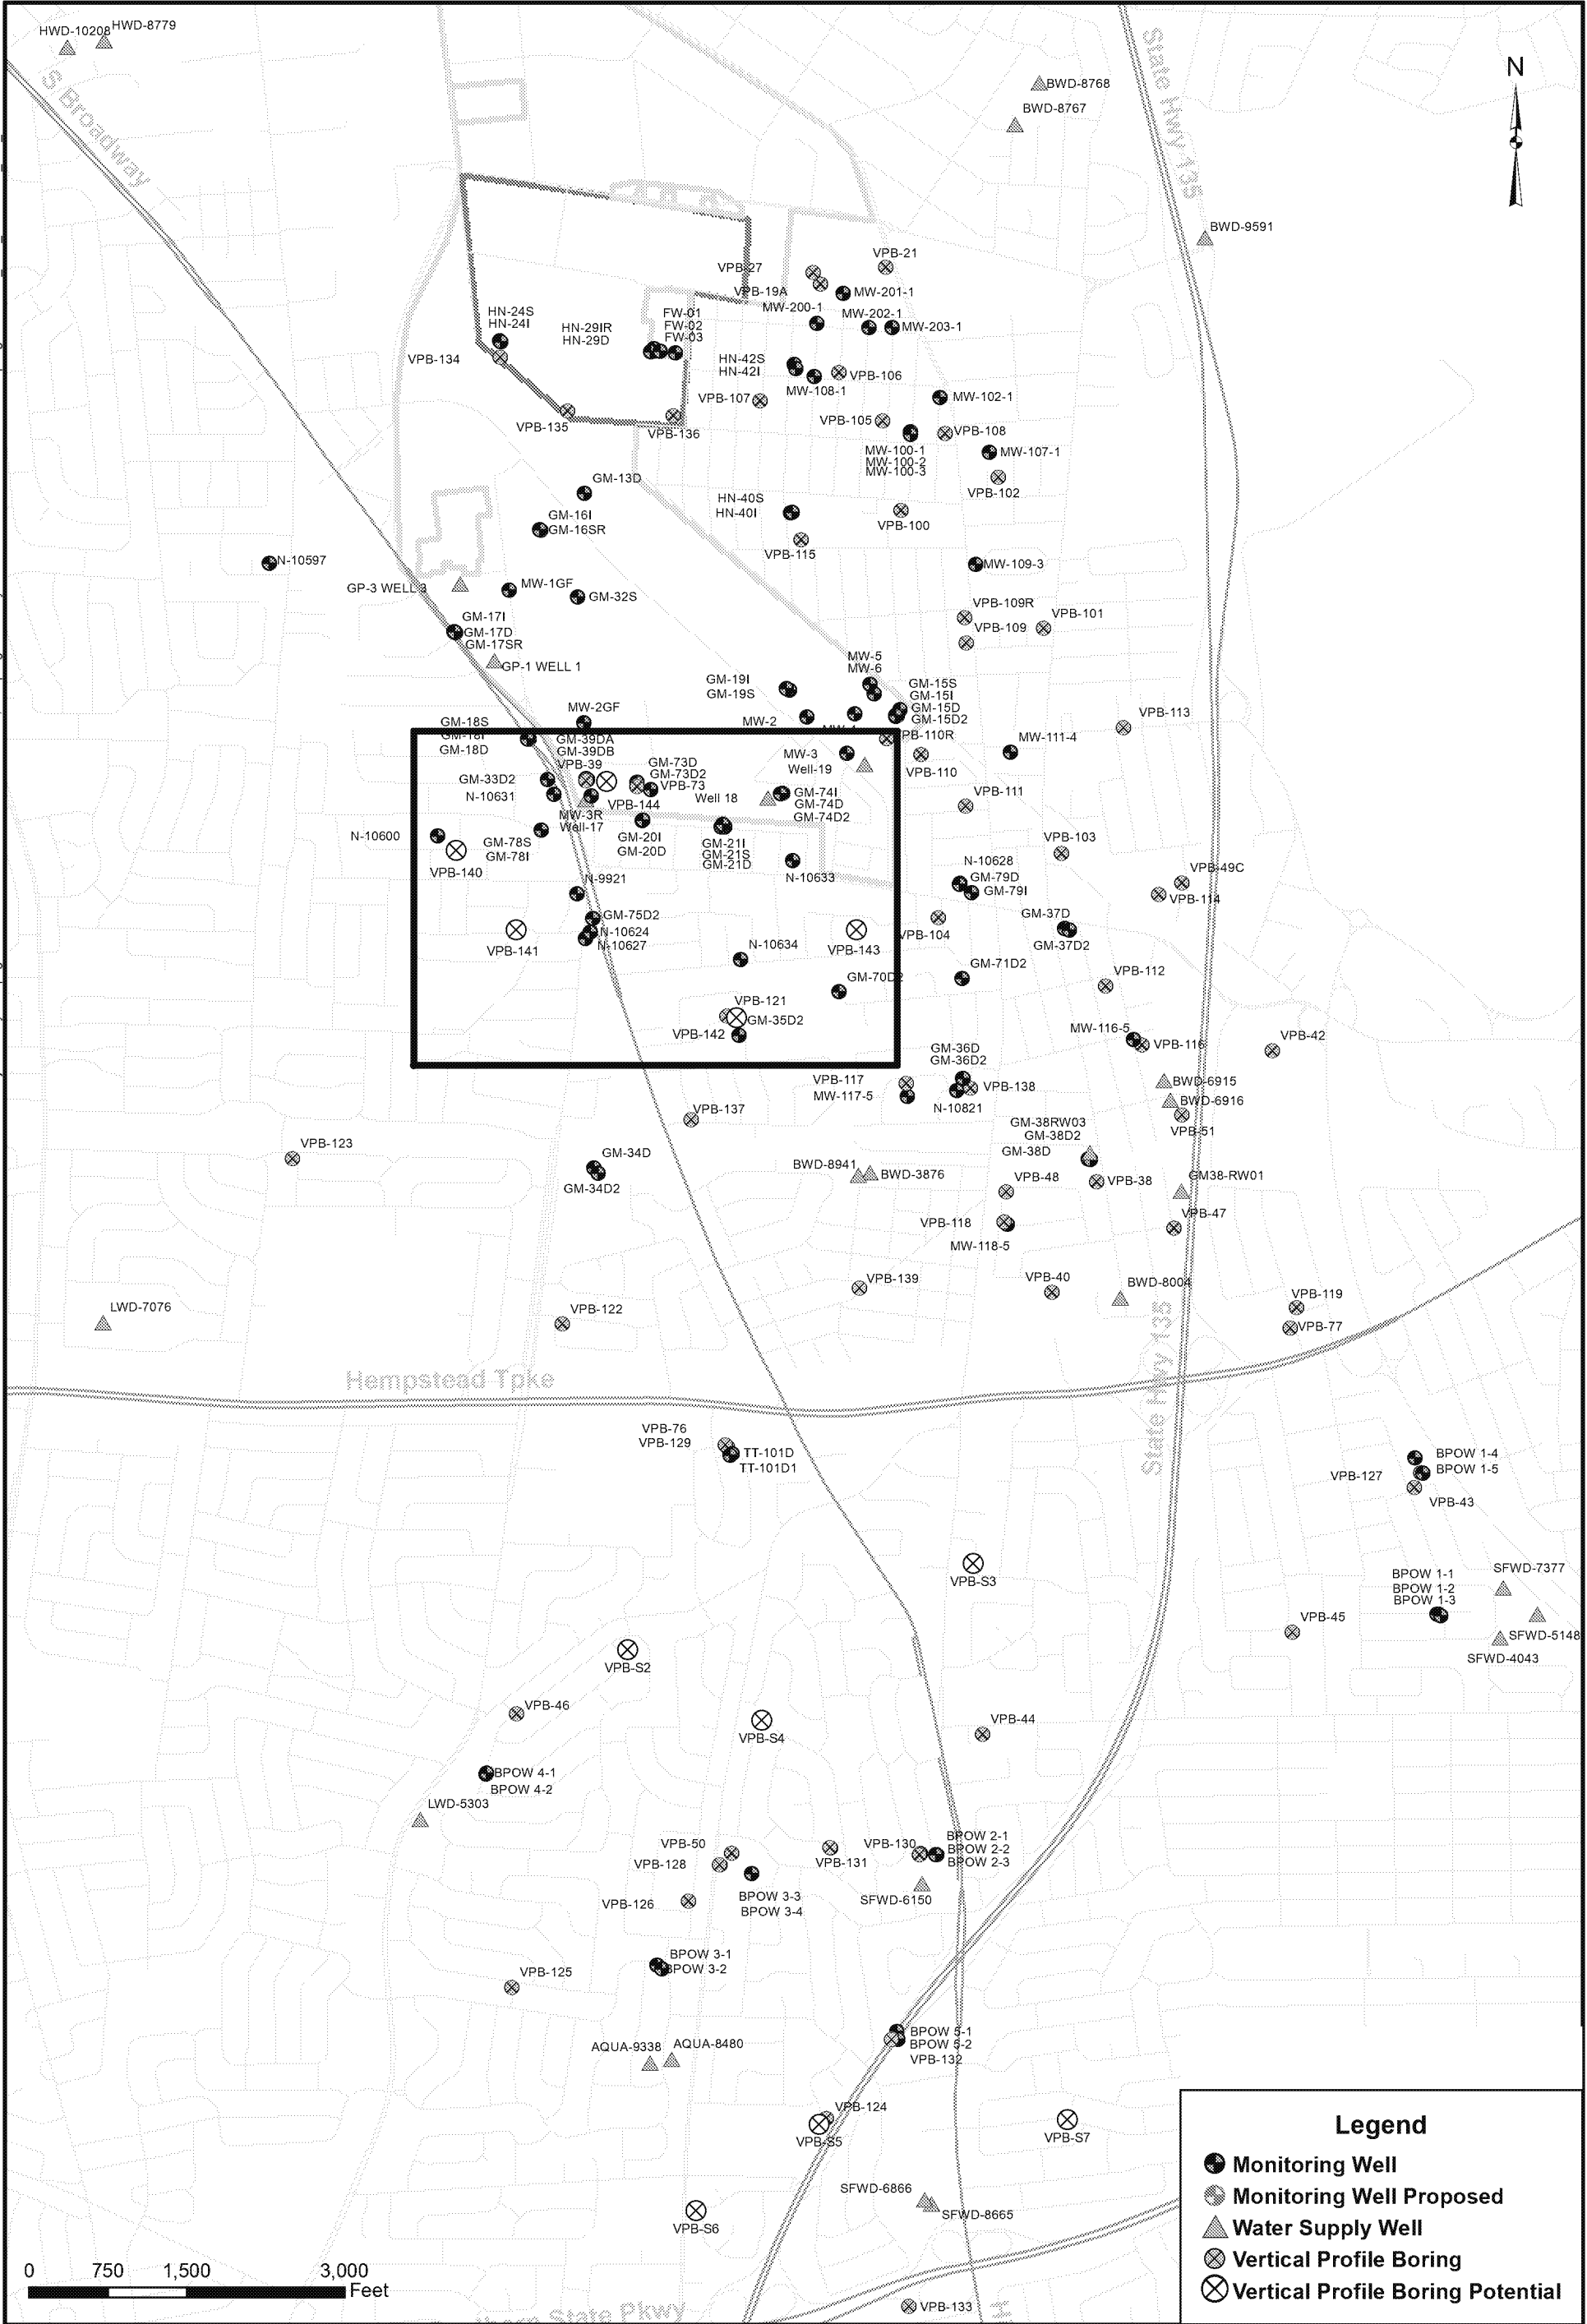 HWD-10208
HWD-8779
S Broadway
State Hwy 135
N
BWD-8768
BWD-8767
BWD-9591
VPB-21
VPB-27
VPB-19A
MW-201-1
MW-200-1
MW-202-1
MW-203-1
HN-24S
HN-24I
HN-29IR
HN-29D
FW-01
FW-02
FW-03
VPB-134
HN-42S
HN-42I
VPB-106
MW-108-1
VPB-107
MW-102-1
VPB-135
VPB-136
VPB-105
VPB-108
MW-100-1
MW-100-2
MW-100-3
MW-107-1
VPB-102
GM-13D
HN-40S
HN-40I
GM-16I
GM-16SR
VPB-100
VPB-115
N-10597
MW-109-3
GP-3 WELL 3
MW-1GF
GM-32S
VPB-109R
VPB-101
GM-17I
GM-17D
GM-17SR
VPB-109
GP-1 WELL 1
MW-5
MW-6
GM-19I
GM-19S
GM-15S
GM-15I
GM-15D
GM-15D2
MW-2GF
MW-2
VPB-113
GM-18S
GM-18I
GM-18D
GM-39DA
GM-39DB
VPB-39
VPB-110R
MW-111-4
MW-3
Well-19
VPB-110
GM-73D
GM-73D2
VPB-73
GM-33D2
N-10631
VPB-144
Well 18
GM-74I
GM-74D
GM-74D2
VPB-111
MW-3R
Well-17
N-10600
GM-78S
GM-78I
GM-20I
GM-20D
GM-21I
GM-21S
GM-21D
VPB-140
VPB-103
N-10633
N-10628
GM-79D
GM-79I
VPB-49C
VPB-114
N-9921
GM-75D2
N-10624
N-10627
VPB-141
VPB-143
VPB-104
GM-37D
GM-37D2
N-10634
GM-70D2
GM-71D2
VPB-112
VPB-121
GM-35D2
VPB-142
MW-116-5
VPB-116
VPB-42
GM-36D
GM-36D2
VPB-117
MW-117-5
VPB-138
N-10821
BWD-6915
BWD-6916
VPB-51
VPB-137
GM-38RW03
GM-38D2
GM-38D
VPB-123
GM-34D
GM-34D2
BWD-8941
BWD-3876
VPB-48
VPB-38
GM38-RW01
VPB-118
MW-118-5
VPB-47
VPB-139
VPB-40
BWD-8004
VPB-119
VPB-77
LWD-7076
VPB-122
State Hwy 135
Hempstead Tpke
VPB-76
VPB-129
TT-101D
TT-101D1
BPOW 1-4
BPOW 1-5
VPB-127
VPB-43
VPB-S3
BPOW 1-1
BPOW 1-2
BPOW 1-3
SFWD-7377
VPB-45
SFWD-5148
SFWD-4043
VPB-S2
VPB-46
VPB-S4
VPB-44
BPOW 4-1
BPOW 4-2
LWD-5303
VPB-50
VPB-128
VPB-131
VPB-130
BPOW 2-1
BPOW 2-2
BPOW 2-3
BPOW 3-3
BPOW 3-4
SFWD-6150
VPB-126
BPOW 3-1
BPOW 3-2
VPB-125
AQUA-9338
AQUA-8480
BPOW 5-1
BPOW 5-2
VPB-132
VPB-124
VPB-S5
VPB-S7
SFWD-6866
SFWD-8665
VPB-S6
VPB-133
Legend
Monitoring Well
Monitoring Well Proposed
Water Supply Well
Vertical Profile Boring
Vertical Profile Boring Potential
0 750 1,500 3,000
Feet
State Pkwy